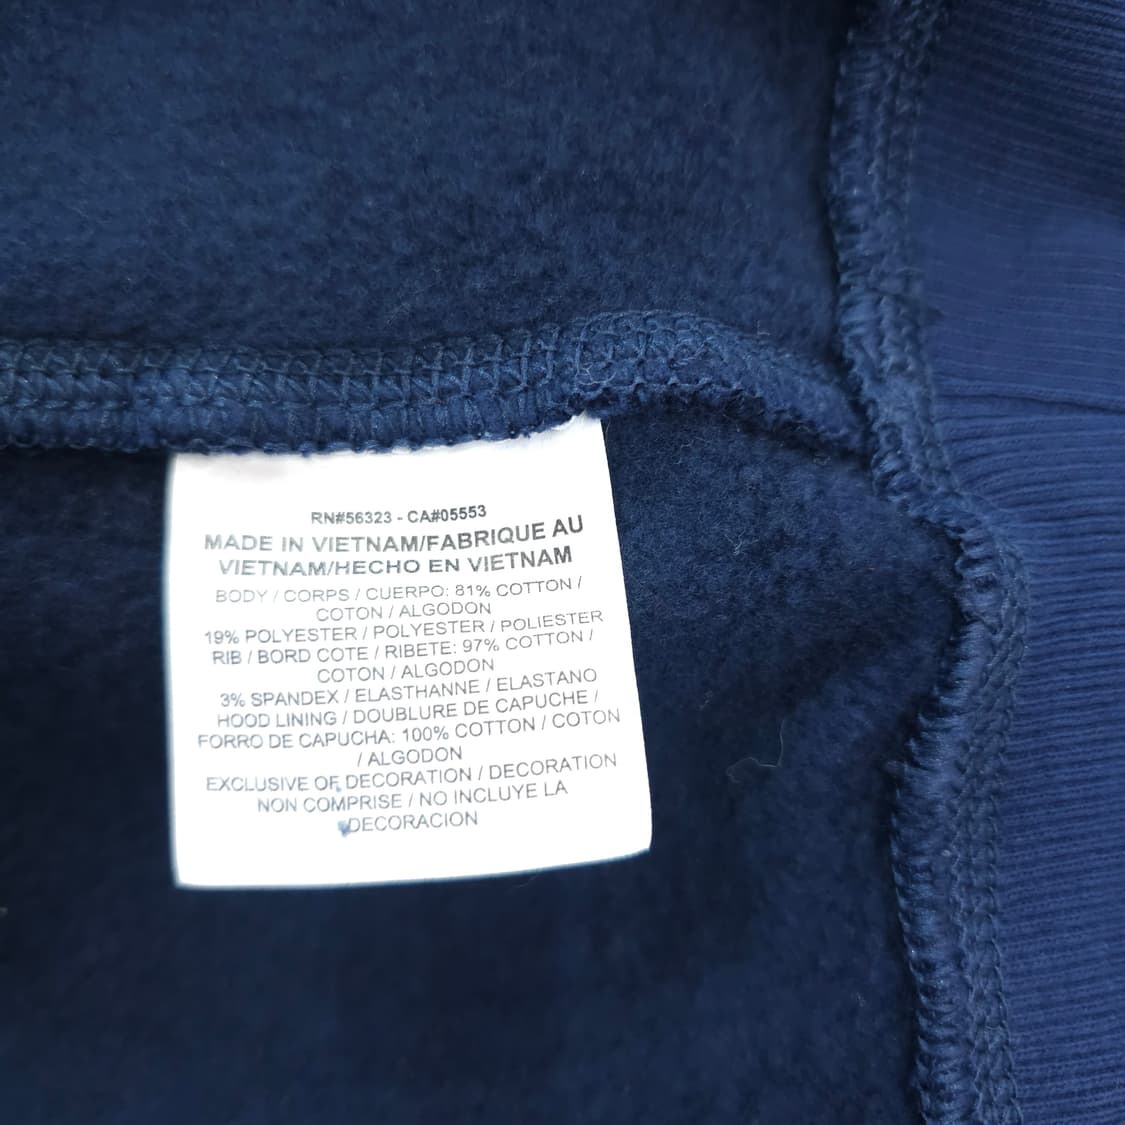 RN#56323 - CA#05553
MADE IN VIETNAM/FABRIQUE AU
VIETNAM/HECHO EN VIETNAM
BODY / CORPS / CUERPO: 81% COTTON /
COTON / ALGODON
19% POLYESTER / POLYESTER / POLIESTER
RIB / BORD COTE / RIBETE: 97% COTTON /
COTON / ALGODON
3% SPANDEX / ELASTHANNE / ELASTANO
HOOD LINING / DOUBLURE DE CAPUCHE /
FORRO DE CAPUCHA: 100% COTTON / COTON
/ ALGODON
EXCLUSIVE OF DECORATION / DECORATION
NON COMPRISE / NO INCLUYE LA
DECORACION